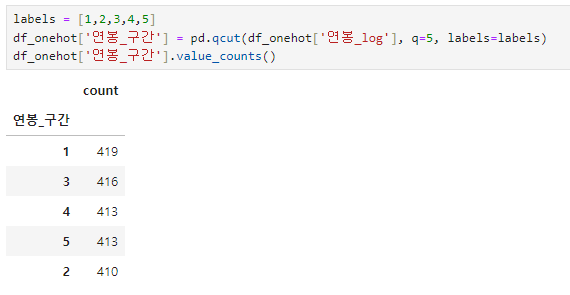 labels = [1,2,3,4,5]
df_onehot['연봉_구간'] = pd.qcut(df_onehot['연봉_log'], q=5, labels=labels)
df_onehot['연봉_구간'].value_counts()
count
연봉_구간
1 419
3 416
4 413
5 413
2 410